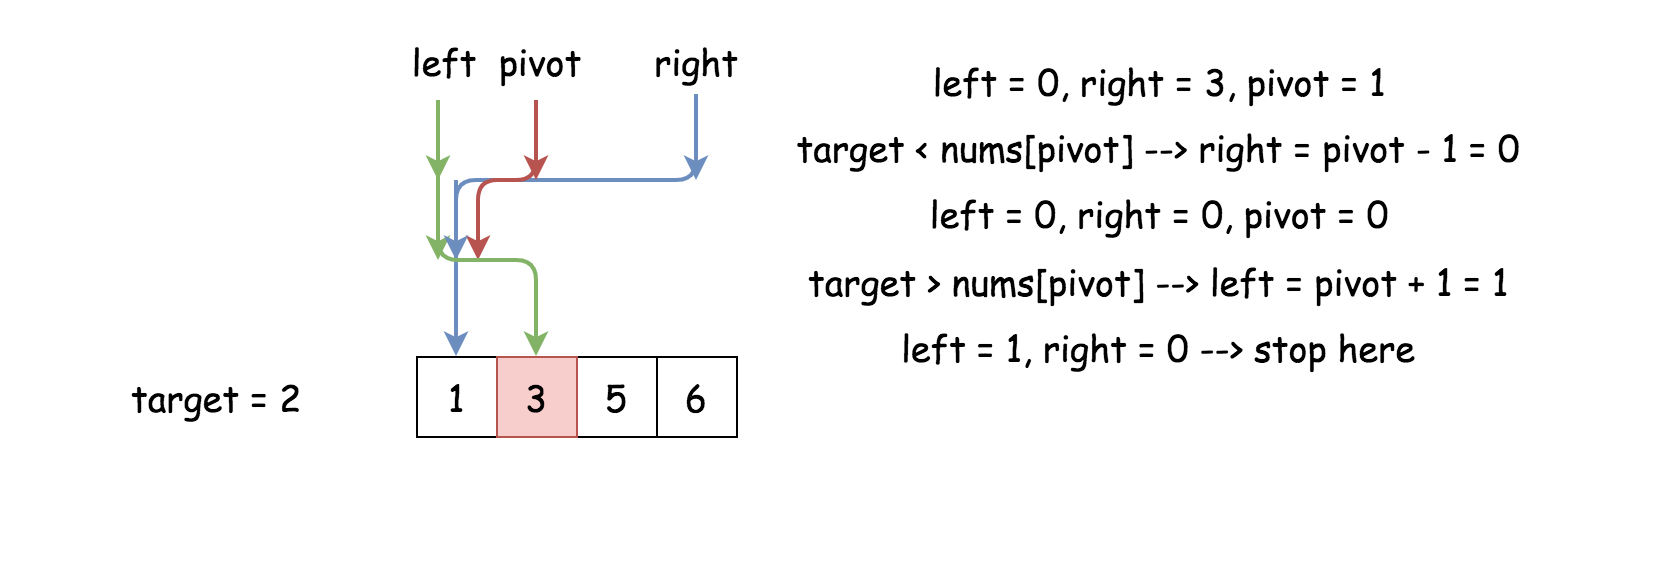 left pivot right
left = 0, right = 3, pivot = 1
target < nums[pivot] --> right = pivot - 1 = 0
left = 0, right = 0, pivot = 0
target > nums[pivot] --> left = pivot + 1 = 1
left = 1, right = 0 --> stop here
target = 2
1 3 5 6